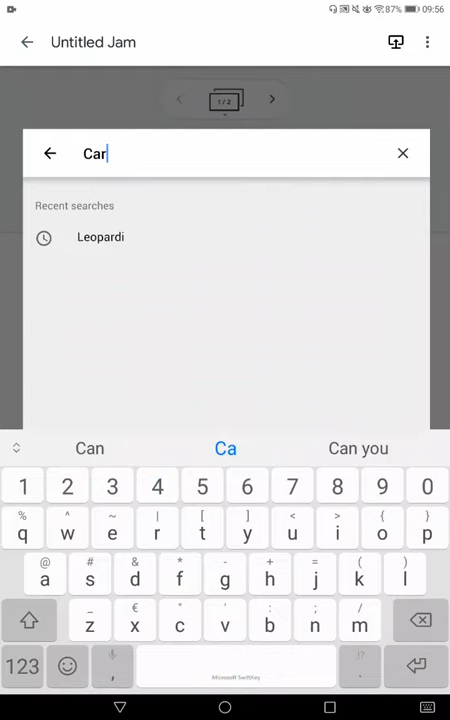 87% 09:56
Untitled Jam
1 / 2
Car
Recent searches
Leopardi
Can Ca Can you
1 2 3 4 5 6 7 8 9 0
% ^ ~ | [ ] < > { }
q w e r t y u i o p
@ # & * - + = ( )
a s d f g h j k l
_ € " ' : ; /
z x c v b n m
!?
123 , Microsoft SwiftKey .